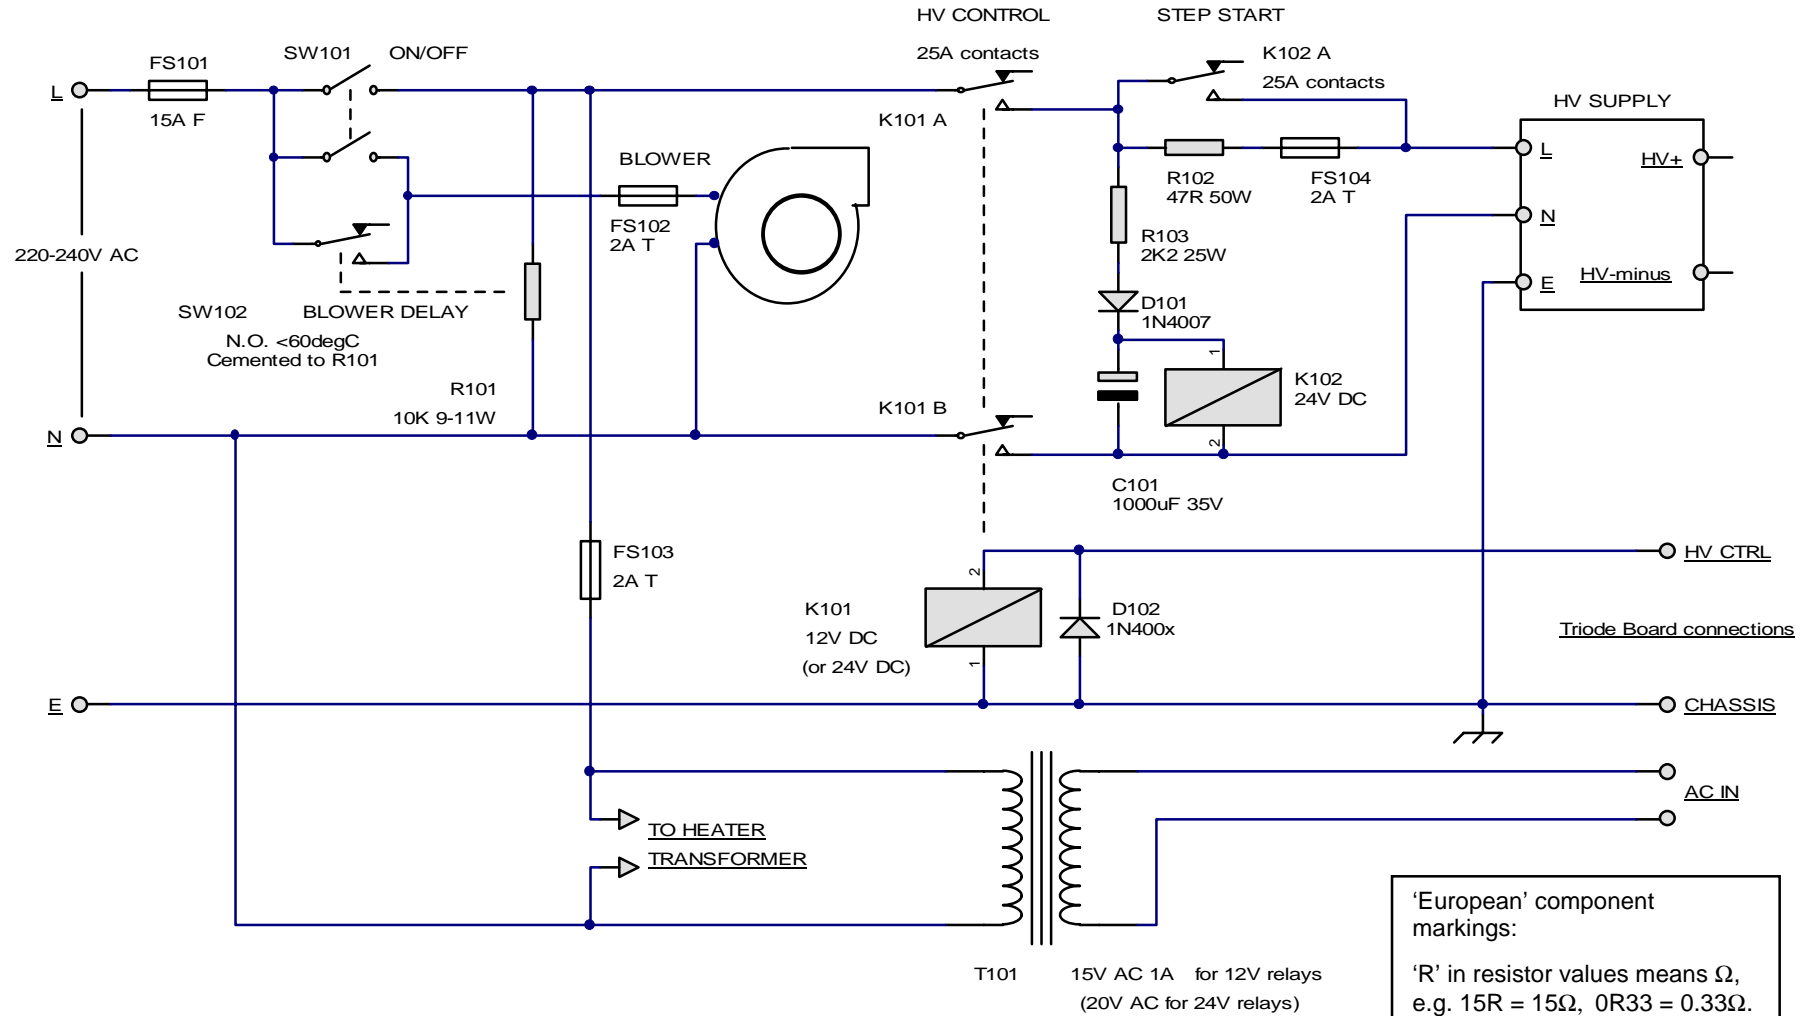 HV CONTROL
STEP START
FS101
SW101
ON/OFF
25A contacts
K102 A
25A contacts
L
15A F
K101 A
HV SUPPLY
BLOWER
L
HV+
R102
47R 50W
FS104
2A T
FS102
2A T
N
R103
2K2 25W
220-240V AC
HV-minus
E
SW102
BLOWER DELAY
N.O. <60degC
Cemented to R101
D101
1N4007
1
R101
10K 9-11W
K101 B
K102
24V DC
N
2
C101
1000uF 35V
FS103
2A T
HV CTRL
2
K101
12V DC
(or 24V DC)
1
D102
1N400x
Triode Board connections
E
CHASSIS
AC IN
TO HEATER
TRANSFORMER
T101
15V AC 1A for 12V relays
(20V AC for 24V relays)
‘European’ component
markings:
‘R’ in resistor values means Ω,
e.g. 15R = 15Ω, 0R33 = 0.33Ω.